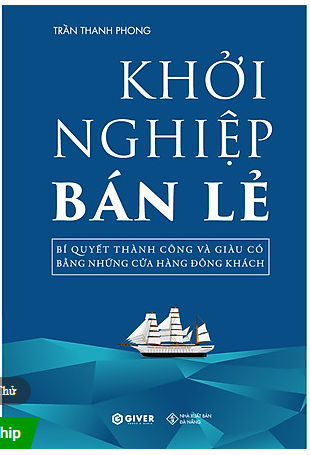 TRẦN THANH PHONG
KHỞI
NGHIỆP
BÁN LẺ
BÍ QUYẾT THÀNH CÔNG VÀ GIÀU CÓ
BẰNG NHỮNG CỬA HÀNG ĐÔNG KHÁCH
Thử
hip
GIVER
NHÀ XUẤT BẢN
ĐÀ NẴNG